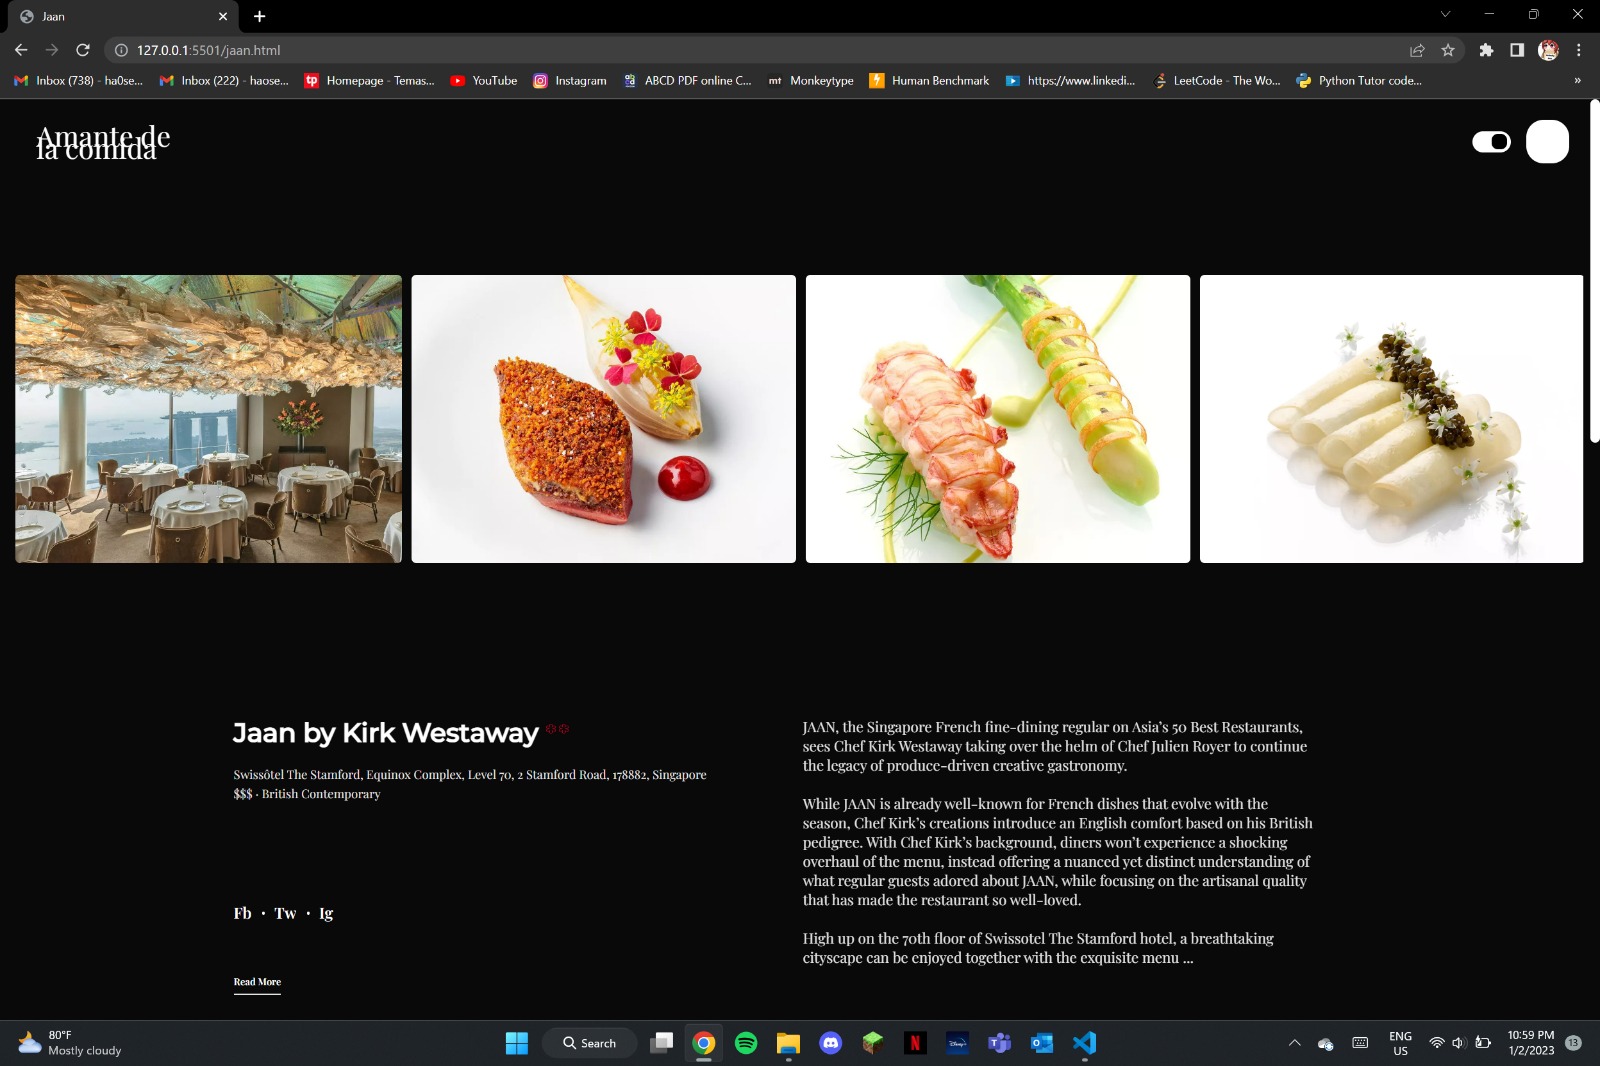 Jaan
127.0.0.1:5501/jaan.html
Inbox (738) - ha0se...
Inbox (222) - haose...
tp
Homepage - Temas...
YouTube
Instagram
ABCD PDF online C...
mt
Monkeytype
Human Benchmark
https://www.linkedi...
LeetCode - The Wo...
Python Tutor code...
»
Amante de
la comida
Jaan by Kirk Westaway
Swissôtel The Stamford, Equinox Complex, Level 70, 2 Stamford Road, 178882, Singapore
$$$ · British Contemporary
Fb · Tw · Ig
Read More
JAAN, the Singapore French fine-dining regular on Asia’s 50 Best Restaurants,
sees Chef Kirk Westaway taking over the helm of Chef Julien Royer to continue
the legacy of produce-driven creative gastronomy.
While JAAN is already well-known for French dishes that evolve with the
season, Chef Kirk’s creations introduce an English comfort based on his British
pedigree. With Chef Kirk’s background, diners won’t experience a shocking
overhaul of the menu, instead offering a nuanced yet distinct understanding of
what regular guests adored about JAAN, while focusing on the artisanal quality
that has made the restaurant so well-loved.
High up on the 70th floor of Swissotel The Stamford hotel, a breathtaking
cityscape can be enjoyed together with the exquisite menu ...
80°F
Mostly cloudy
Search
N
Disney+
ENG
US
10:59 PM
1/2/2023
13